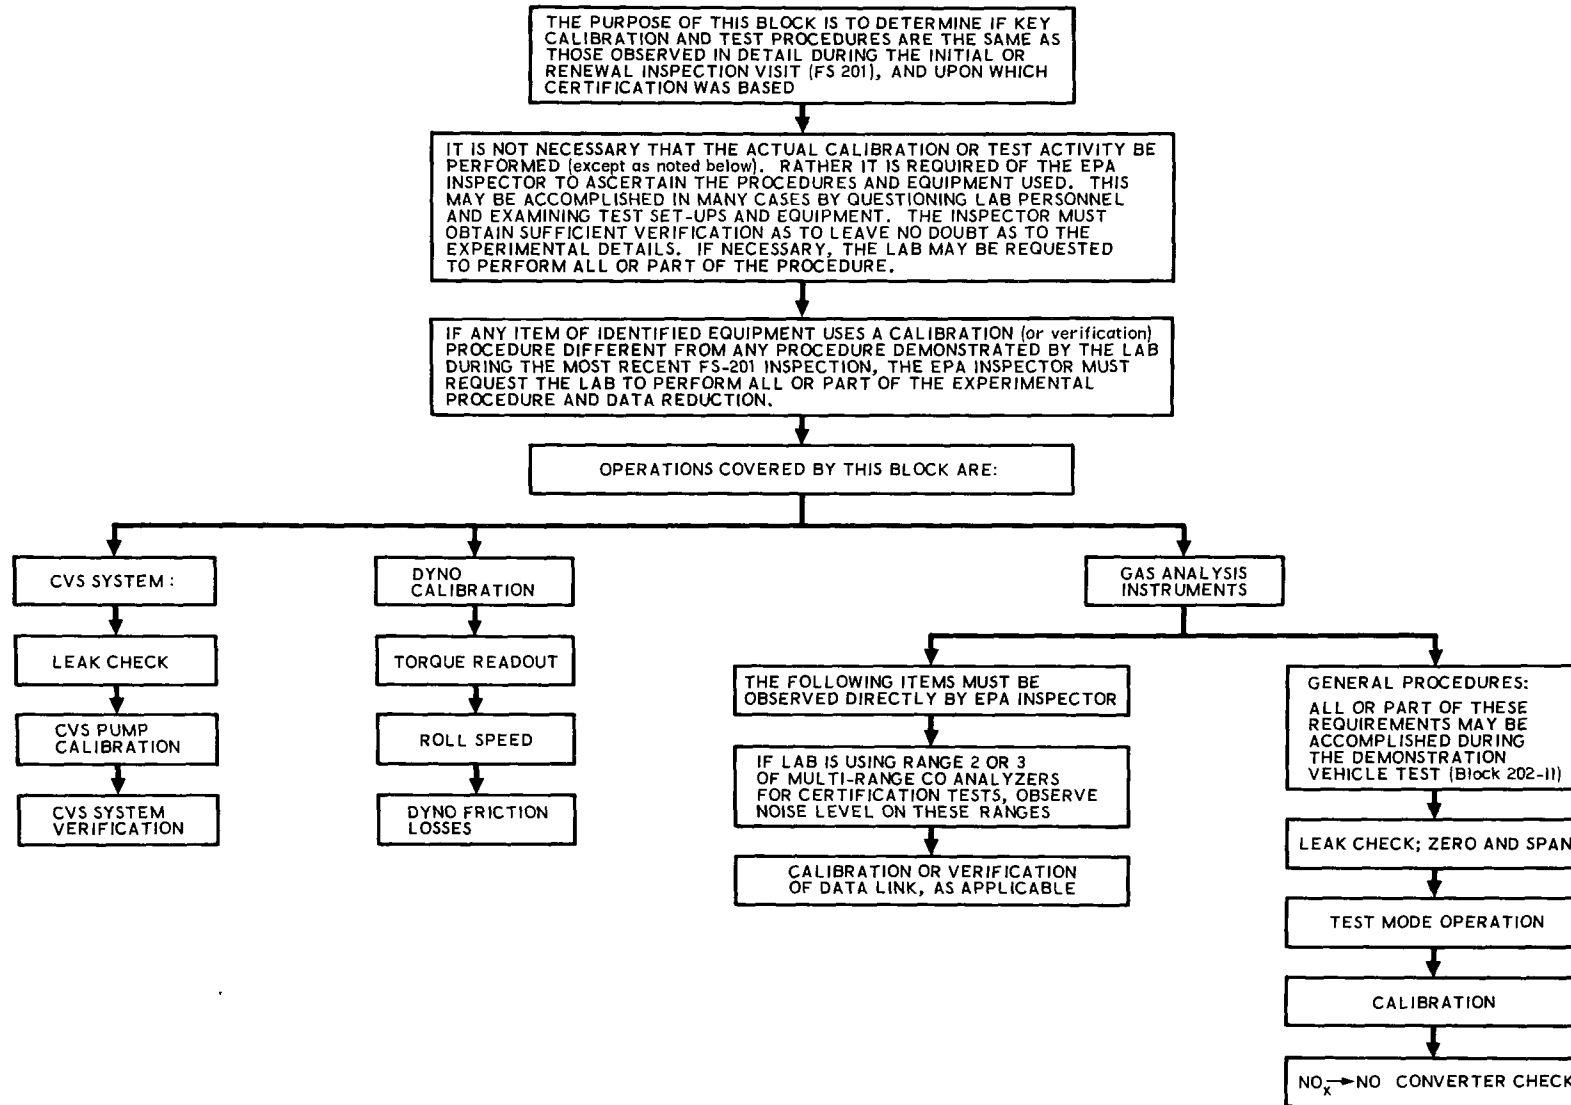 THE PURPOSE OF THIS BLOCK IS TO DETERMINE IF KEY
CALIBRATION AND TEST PROCEDURES ARE THE SAME AS
THOSE OBSERVED IN DETAIL DURING THE INITIAL OR
RENEWAL INSPECTION VISIT (FS 201), AND UPON WHICH
CERTIFICATION WAS BASED
IT IS NOT NECESSARY THAT THE ACTUAL CALIBRATION OR TEST ACTIVITY BE
PERFORMED (except as noted below). RATHER IT IS REQUIRED OF THE EPA
INSPECTOR TO ASCERTAIN THE PROCEDURES AND EQUIPMENT USED. THIS
MAY BE ACCOMPLISHED IN MANY CASES BY QUESTIONING LAB PERSONNEL
AND EXAMINING TEST SET-UPS AND EQUIPMENT. THE INSPECTOR MUST
OBTAIN SUFFICIENT VERIFICATION AS TO LEAVE NO DOUBT AS TO THE
EXPERIMENTAL DETAILS. IF NECESSARY, THE LAB MAY BE REQUESTED
TO PERFORM ALL OR PART OF THE PROCEDURE.
IF ANY ITEM OF IDENTIFIED EQUIPMENT USES A CALIBRATION (or verification)
PROCEDURE DIFFERENT FROM ANY PROCEDURE DEMONSTRATED BY THE LAB
DURING THE MOST RECENT FS-201 INSPECTION, THE EPA INSPECTOR MUST
REQUEST THE LAB TO PERFORM ALL OR PART OF THE EXPERIMENTAL
PROCEDURE AND DATA REDUCTION.
OPERATIONS COVERED BY THIS BLOCK ARE:
CVS SYSTEM :
LEAK CHECK
CVS PUMP
CALIBRATION
CVS SYSTEM
VERIFICATION
DYNO
CALIBRATION
TORQUE READOUT
ROLL SPEED
DYNO FRICTION
LOSSES
GAS ANALYSIS
INSTRUMENTS
THE FOLLOWING ITEMS MUST BE
OBSERVED DIRECTLY BY EPA INSPECTOR
IF LAB IS USING RANGE 2 OR 3
OF MULTI-RANGE CO ANALYZERS
FOR CERTIFICATION TESTS, OBSERVE
NOISE LEVEL ON THESE RANGES
CALIBRATION OR VERIFICATION
OF DATA LINK, AS APPLICABLE
GENERAL PROCEDURES:
ALL OR PART OF THESE
REQUIREMENTS MAY BE
ACCOMPLISHED DURING
THE DEMONSTRATION
VEHICLE TEST (Block 202-11)
LEAK CHECK; ZERO AND SPAN
TEST MODE OPERATION
CALIBRATION
NOx→NO CONVERTER CHECK